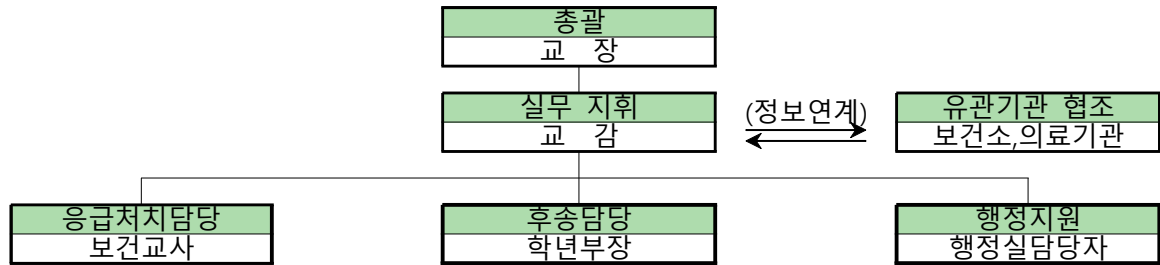 총괄
교 장
실무 지휘
교 감
(정보연계)
유관기관 협조
보건소,의료기관
응급처치담당
보건교사
후송담당
학년부장
행정지원
행정실담당자